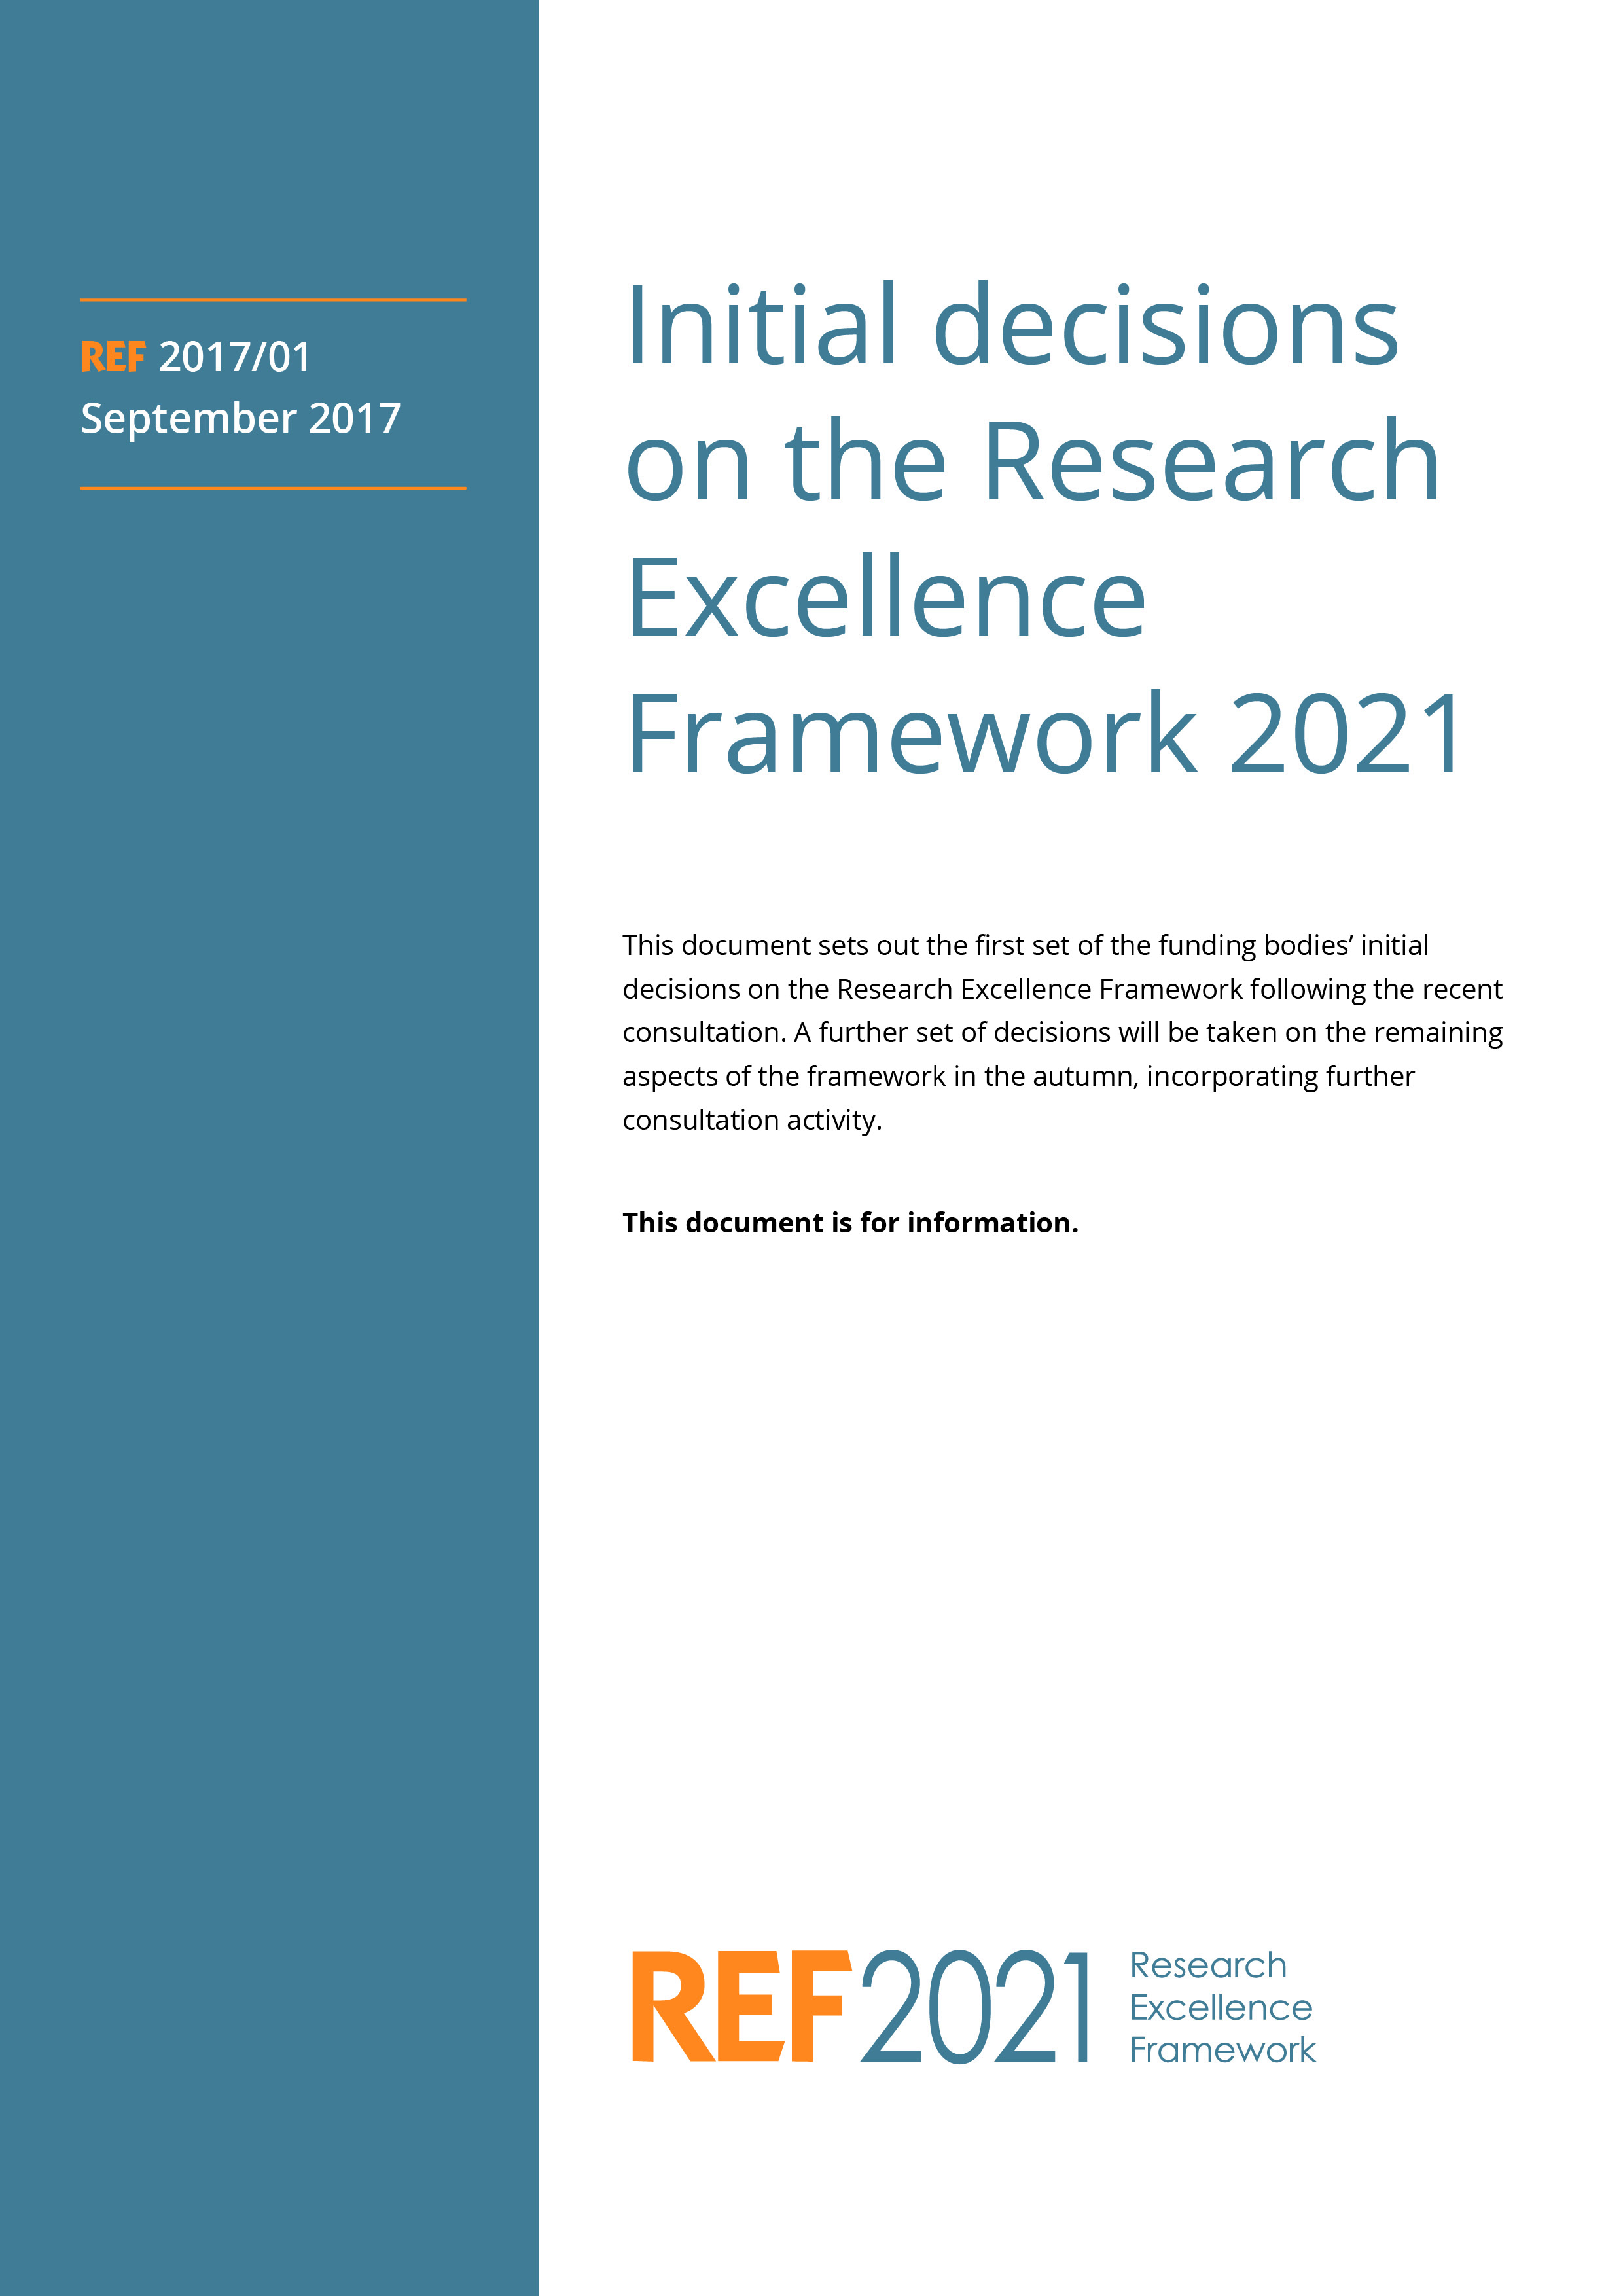 REF 2017/01
September 2017
Initial decisions
on the Research
Excellence
Framework 2021
This document sets out the first set of the funding bodies’ initial
decisions on the Research Excellence Framework following the recent
consultation. A further set of decisions will be taken on the remaining
aspects of the framework in the autumn, incorporating further
consultation activity.
This document is for information.
REF2021
Research
Excellence
Framework